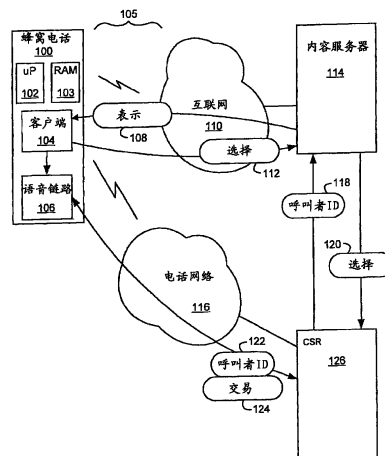 105
蜂窝电话
100
uP
102
RAM
103
客户端
104
语音链路
106
表示
108
互联网
110
选择
112
内容服务器
114
呼叫者ID
118
120
选择
电话网络
116
122
呼叫者ID
交易
124
CSR
126